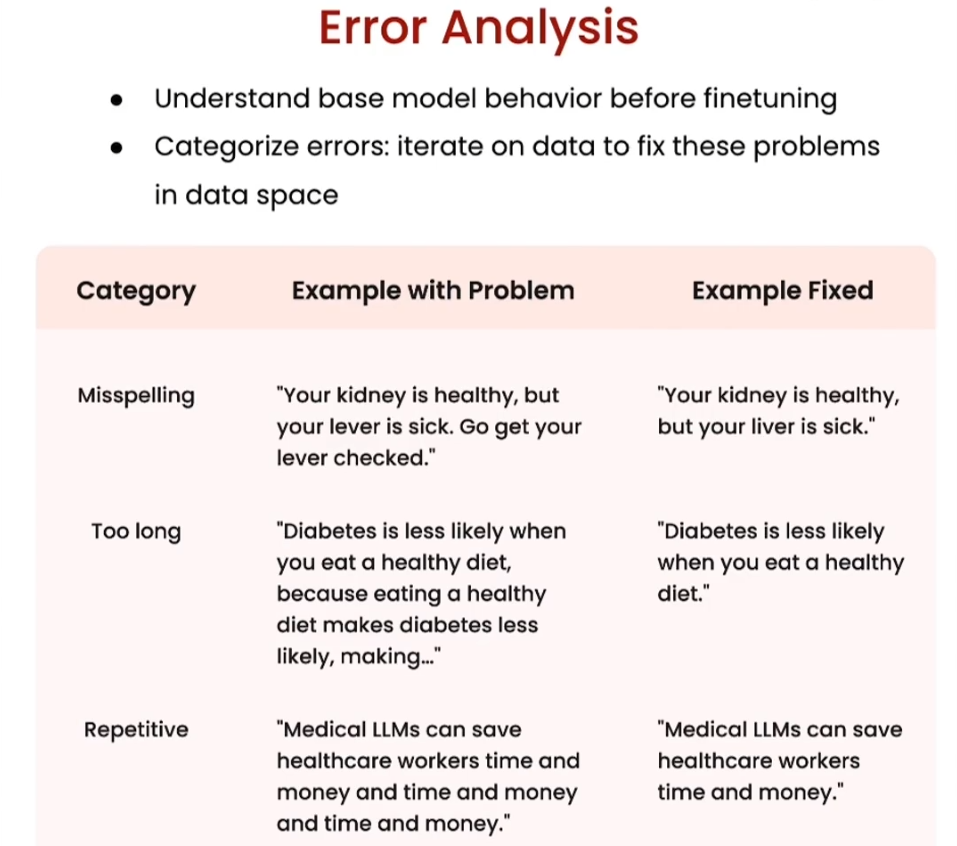 Error Analysis
● Understand base model behavior before finetuning
● Categorize errors: iterate on data to fix these problems
in data space
Category Example with Problem Example Fixed
Misspelling "Your kidney is healthy, but
your lever is sick. Go get your
lever checked."
"Your kidney is healthy,
but your liver is sick."
Too long "Diabetes is less likely when
you eat a healthy diet,
because eating a healthy
diet makes diabetes less
likely, making..."
"Diabetes is less likely
when you eat a healthy
diet."
Repetitive "Medical LLMs can save
healthcare workers time and
money and time and money
and time and money."
"Medical LLMs can save
healthcare workers
time and money."